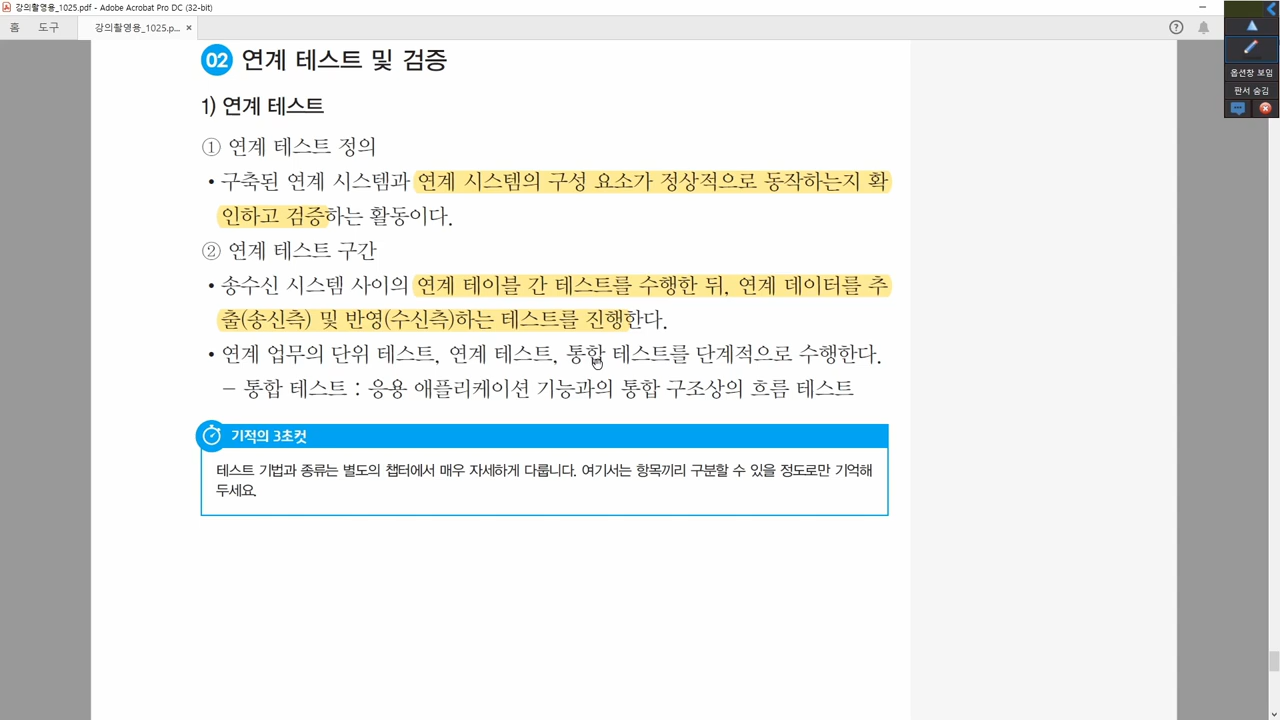 강의촬영용_1025.pdf - Adobe Acrobat Pro DC (32-bit)
홈 도구 강의촬영용_1025.p... ×
옵션창 보임
판서 숨김
02 연계 테스트 및 검증
1) 연계 테스트
① 연계 테스트 정의
• 구축된 연계 시스템과 연계 시스템의 구성 요소가 정상적으로 동작하는지 확
인하고 검증하는 활동이다.
② 연계 테스트 구간
• 송수신 시스템 사이의 연계 테이블 간 테스트를 수행한 뒤, 연계 데이터를 추
출(송신측) 및 반영(수신측)하는 테스트를 진행한다.
• 연계 업무의 단위 테스트, 연계 테스트, 통합 테스트를 단계적으로 수행한다.
– 통합 테스트 : 응용 애플리케이션 기능과의 통합 구조상의 흐름 테스트
기적의 3초컷
테스트 기법과 종류는 별도의 챕터에서 매우 자세하게 다룹니다. 여기서는 항목끼리 구분할 수 있을 정도로만 기억해
두세요.